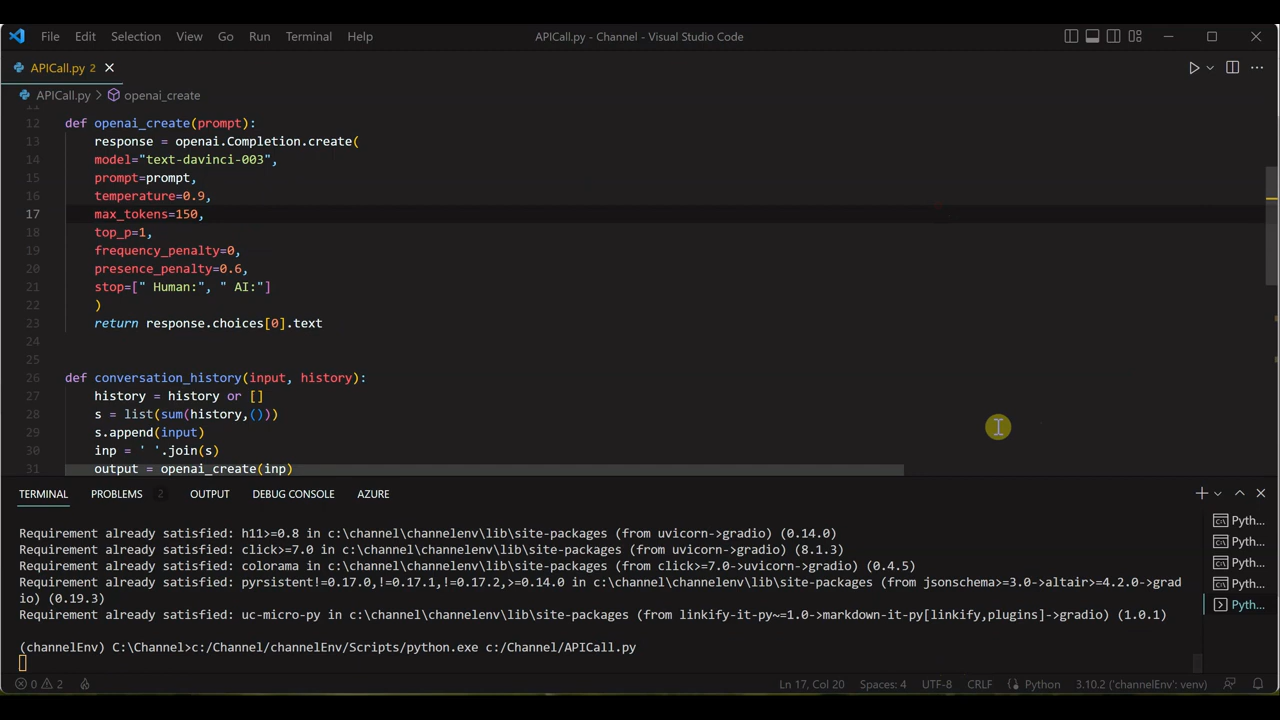 File Edit Selection View Go Run Terminal Help APICall.py - Channel - Visual Studio Code
APICall.py 2
APICall.py > openai_create
11
12 def openai_create(prompt):
13 response = openai.Completion.create(
14 model="text-davinci-003",
15 prompt=prompt,
16 temperature=0.9,
17 max_tokens=150,
18 top_p=1,
19 frequency_penalty=0,
20 presence_penalty=0.6,
21 stop=[" Human:", " AI:"]
22 )
23 return response.choices[0].text
24
25
26 def conversation_history(input, history):
27 history = history or []
28 s = list(sum(history,()))
29 s.append(input)
30 inp = ' '.join(s)
31 output = openai_create(inp)
TERMINAL PROBLEMS 2 OUTPUT DEBUG CONSOLE AZURE
Requirement already satisfied: h11>=0.8 in c:\channel\channelenv\lib\site-packages (from uvicorn->gradio) (0.14.0)
Requirement already satisfied: click>=7.0 in c:\channel\channelenv\lib\site-packages (from uvicorn->gradio) (8.1.3)
Requirement already satisfied: colorama in c:\channel\channelenv\lib\site-packages (from click>=7.0->uvicorn->gradio) (0.4.5)
Requirement already satisfied: pyrsistent!=0.17.0,!=0.17.1,!=0.17.2,>=0.14.0 in c:\channel\channelenv\lib\site-packages (from jsonschema>=3.0->altair>=4.2.0->grad
io) (0.19.3)
Requirement already satisfied: uc-micro-py in c:\channel\channelenv\lib\site-packages (from linkify-it-py~=1.0->markdown-it-py[linkify,plugins]->gradio) (1.0.1)
(channelEnv) C:\Channel>c:/Channel/channelEnv/Scripts/python.exe c:/Channel/APICall.py
Pyth...
Pyth...
Pyth...
Pyth...
Pyth...
0 2 Ln 17, Col 20 Spaces: 4 UTF-8 CRLF Python 3.10.2 ('channelEnv': venv)